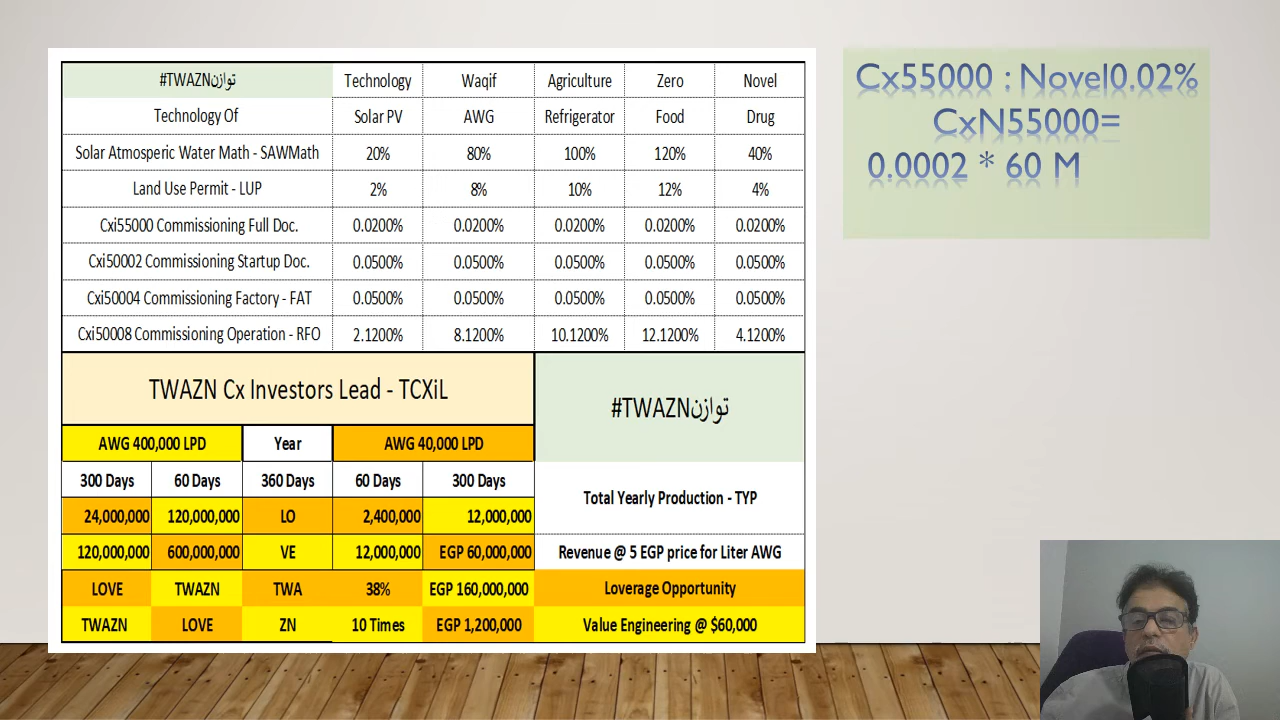 #TWAZNتوازن Technology Waqif Agriculture Zero Novel
Technology Of Solar PV AWG Refrigerator Food Drug
Solar Atmosperic Water Math - SAWMath 20% 80% 100% 120% 40%
Land Use Permit - LUP 2% 8% 10% 12% 4%
Cxi55000 Commissioning Full Doc. 0.0200% 0.0200% 0.0200% 0.0200% 0.0200%
Cxi50002 Commissioning Startup Doc. 0.0500% 0.0500% 0.0500% 0.0500% 0.0500%
Cxi50004 Commissioning Factory - FAT 0.0500% 0.0500% 0.0500% 0.0500% 0.0500%
Cxi50008 Commissioning Operation - RFO 2.1200% 8.1200% 10.1200% 12.1200% 4.1200%
TWAZN Cx Investors Lead - TCXiL
#TWAZNتوازن
AWG 400,000 LPD Year AWG 40,000 LPD
300 Days 60 Days 360 Days 60 Days 300 Days
Total Yearly Production - TYP
24,000,000 120,000,000 LO 2,400,000 12,000,000
120,000,000 600,000,000 VE 12,000,000 EGP 60,000,000 Revenue @ 5 EGP price for Liter AWG
LOVE TWAZN TWA 38% EGP 160,000,000 Loverage Opportunity
TWAZN LOVE ZN 10 Times EGP 1,200,000 Value Engineering @ $60,000
Cx55000 : Novel0.02%
CxN55000=
0.0002 * 60 M